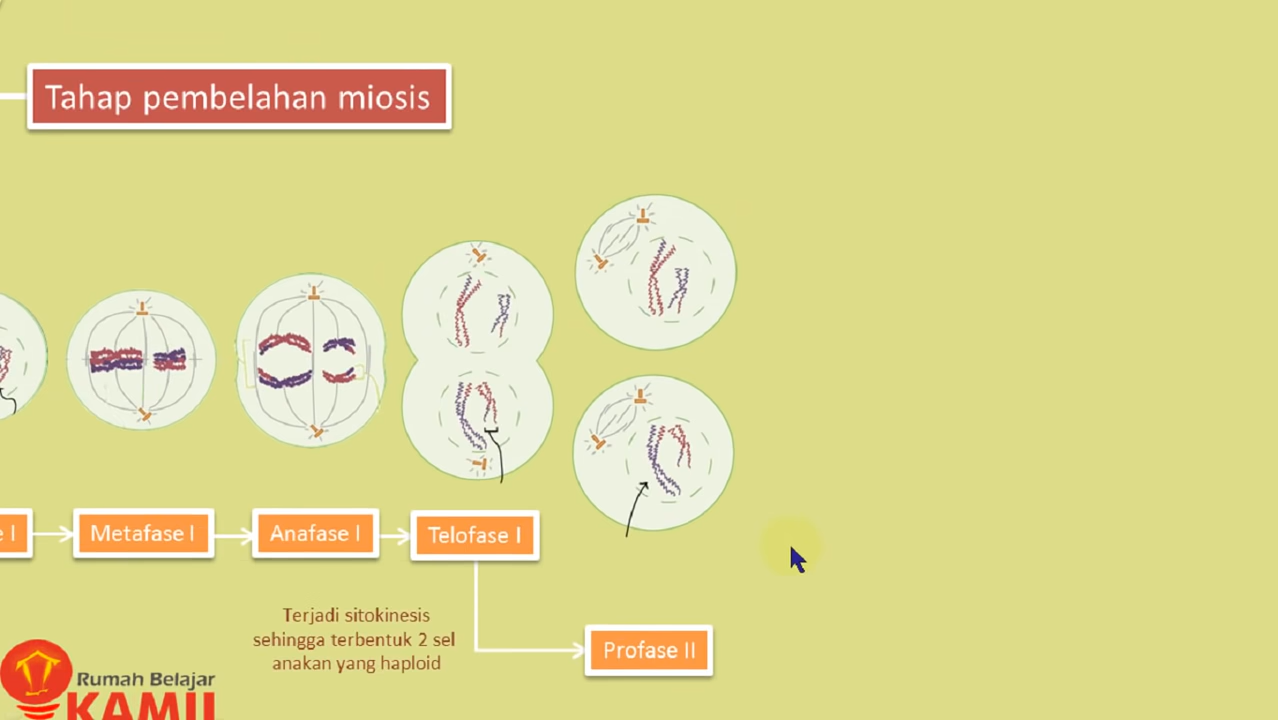 Tahap pembelahan miosis
e I
Metafase I
Anafase I
Telofase I
Terjadi sitokinesis
sehingga terbentuk 2 sel
anakan yang haploid
Profase II
Rumah Belajar
KAMIL